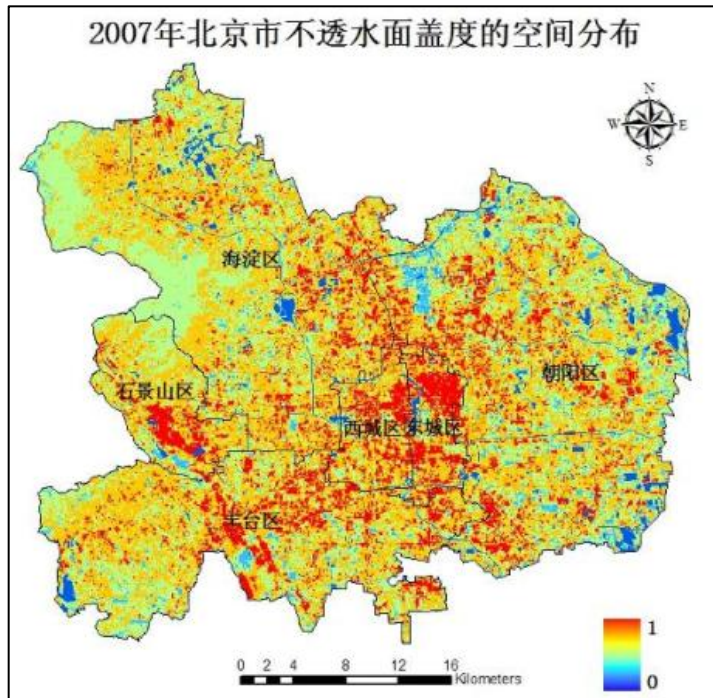 2007年北京市不透水面盖度的空间分布
N
W E
S
海淀区
朝阳区
石景山区
西城区 东城区
丰台区
1
0
0 2 4 8 12 16
Kilometers